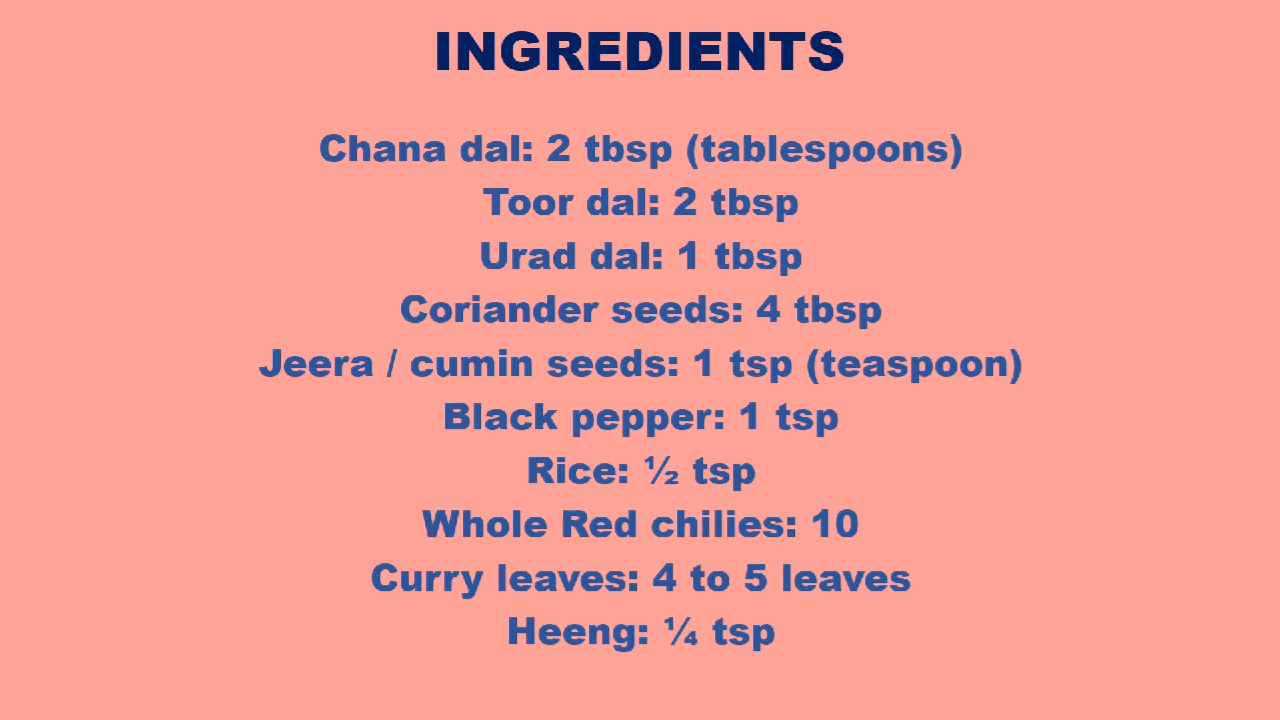 INGREDIENTS
Chana dal: 2 tbsp (tablespoons)
Toor dal: 2 tbsp
Urad dal: 1 tbsp
Coriander seeds: 4 tbsp
Jeera / cumin seeds: 1 tsp (teaspoon)
Black pepper: 1 tsp
Rice: ½ tsp
Whole Red chilies: 10
Curry leaves: 4 to 5 leaves
Heeng: ¼ tsp